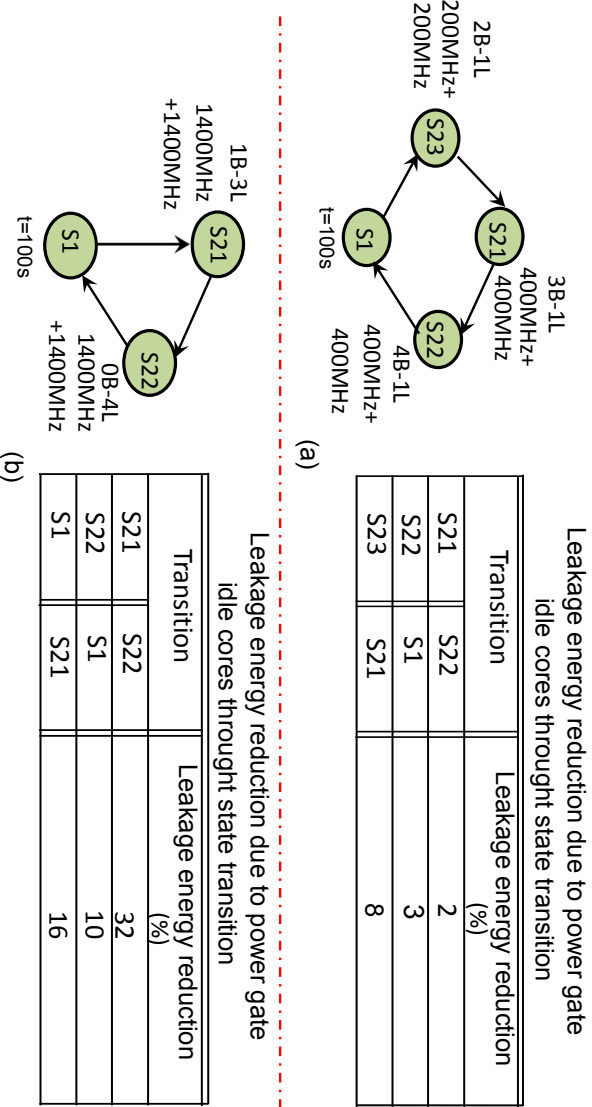 2B-1L
200MHz+
200MHz
S23
3B-1L
400MHz+
400MHz
S21
S1
t=100s
4B-1L
400MHz+
400MHz
S22
Leakage energy reduction due to power gate
idle cores throught state transition
Transition Leakage energy reduction
(%)
S21 S22 2
S22 S1 3
S23 S21 8
(a)
1B-3L
1400MHz
+1400MHz
S21
S1
t=100s
S22
0B-4L
1400MHz
+1400MHz
Leakage energy reduction due to power gate
idle cores throught state transition
Transition Leakage energy reduction
(%)
S21 S22 32
S22 S1 10
S1 S21 16
(b)